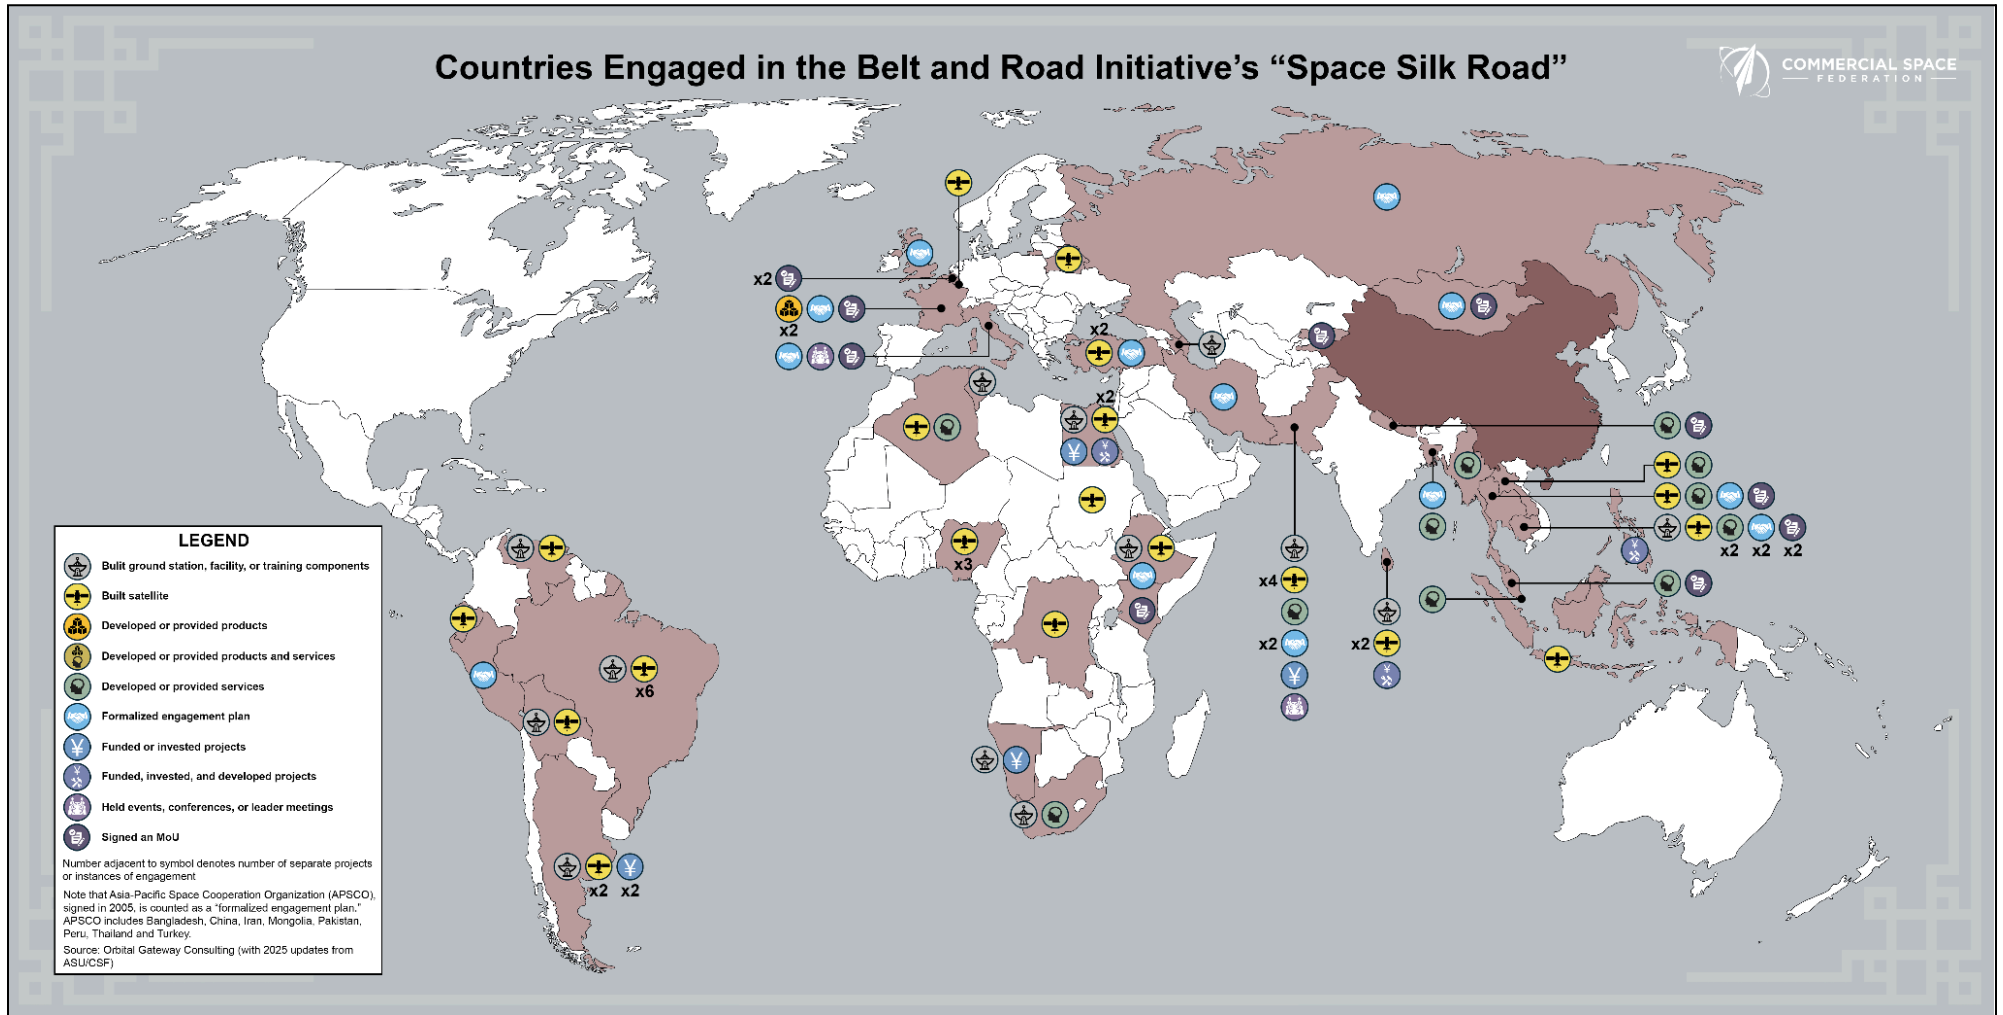 Countries Engaged in the Belt and Road Initiative's “Space Silk Road”
COMMERCIAL SPACE
FEDERATION
x2
x2
x2
x2
x3
x6
x2
x2
x4
x2
x2
x2
x2
x2
LEGEND
Bulit ground station, facility, or training components
Built satellite
Developed or provided products
Developed or provided products and services
Developed or provided services
Formalized engagement plan
¥
Funded or invested projects
¥
Funded, invested, and developed projects
Held events, conferences, or leader meetings
Signed an MoU
Number adjacent to symbol denotes number of separate projects
or instances of engagement
Note that Asia-Pacific Space Cooperation Organization (APSCO),
signed in 2005, is counted as a “formalized engagement plan.”
APSCO includes Bangladesh, China, Iran, Mongolia, Pakistan,
Peru, Thailand and Turkey.
Source: Orbital Gateway Consulting (with 2025 updates from
ASU/CSF)